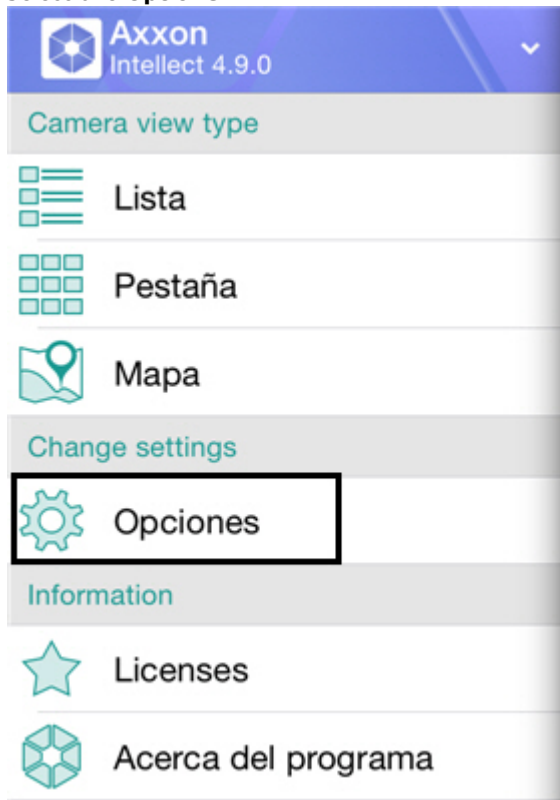 Axxon
Intellect 4.9.0
Camera view type
Lista
Pestaña
Mapa
Change settings
Opciones
Information
Licenses
Acerca del programa